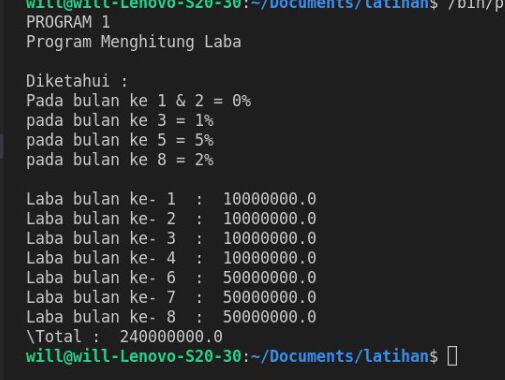 will@will-Lenovo-S20-30:~/Documents/latihan$ /bin/p
PROGRAM 1
Program Menghitung Laba
Diketahui :
Pada bulan ke 1 & 2 = 0%
pada bulan ke 3 = 1%
pada bulan ke 5 = 5%
pada bulan ke 8 = 2%
Laba bulan ke- 1  :  10000000.0
Laba bulan ke- 2  :  10000000.0
Laba bulan ke- 3  :  10000000.0
Laba bulan ke- 4  :  10000000.0
Laba bulan ke- 6  :  50000000.0
Laba bulan ke- 7  :  50000000.0
Laba bulan ke- 8  :  50000000.0
\Total :  240000000.0
will@will-Lenovo-S20-30:~/Documents/latihan$